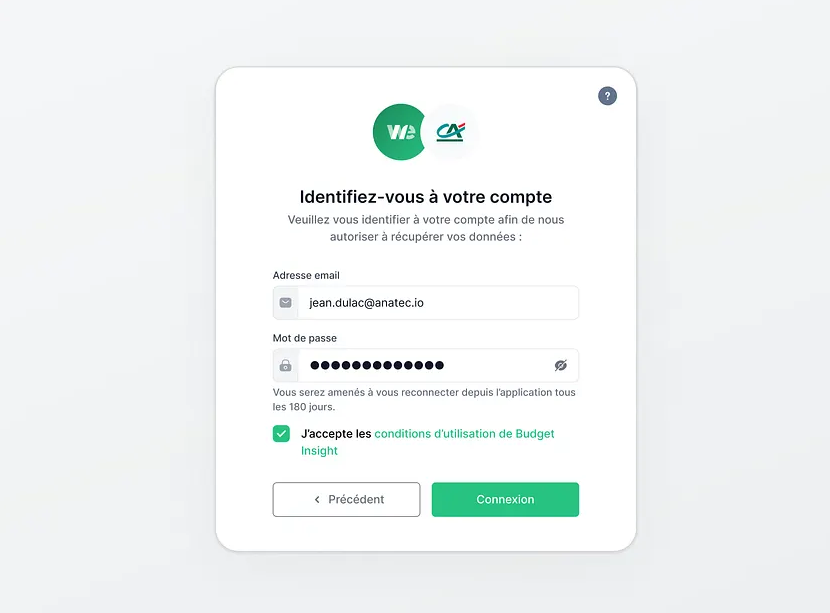 ?
we CA
Identifiez-vous à votre compte
Veuillez vous identifier à votre compte afin de nous
autoriser à récupérer vos données :
Adresse email
jean.dulac@anatec.io
Mot de passe
Vous serez amenés à vous reconnecter depuis l'application tous
les 180 jours.
J'accepte les conditions d'utilisation de Budget
Insight
Précédent Connexion